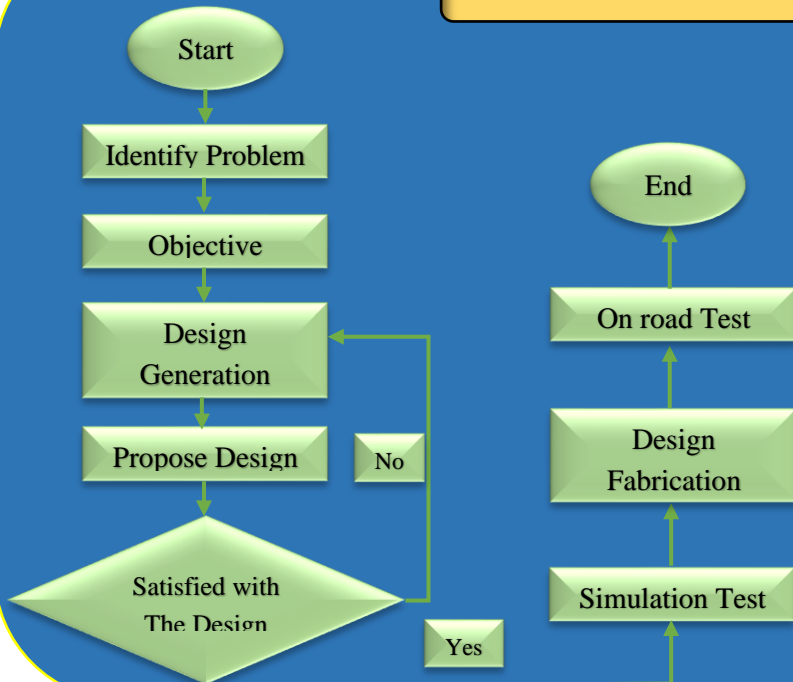 Start
Identify Problem
Objective
Design
Generation
Propose Design
No
Satisfied with
The Design
Yes
Simulation Test
Design
Fabrication
On road Test
End